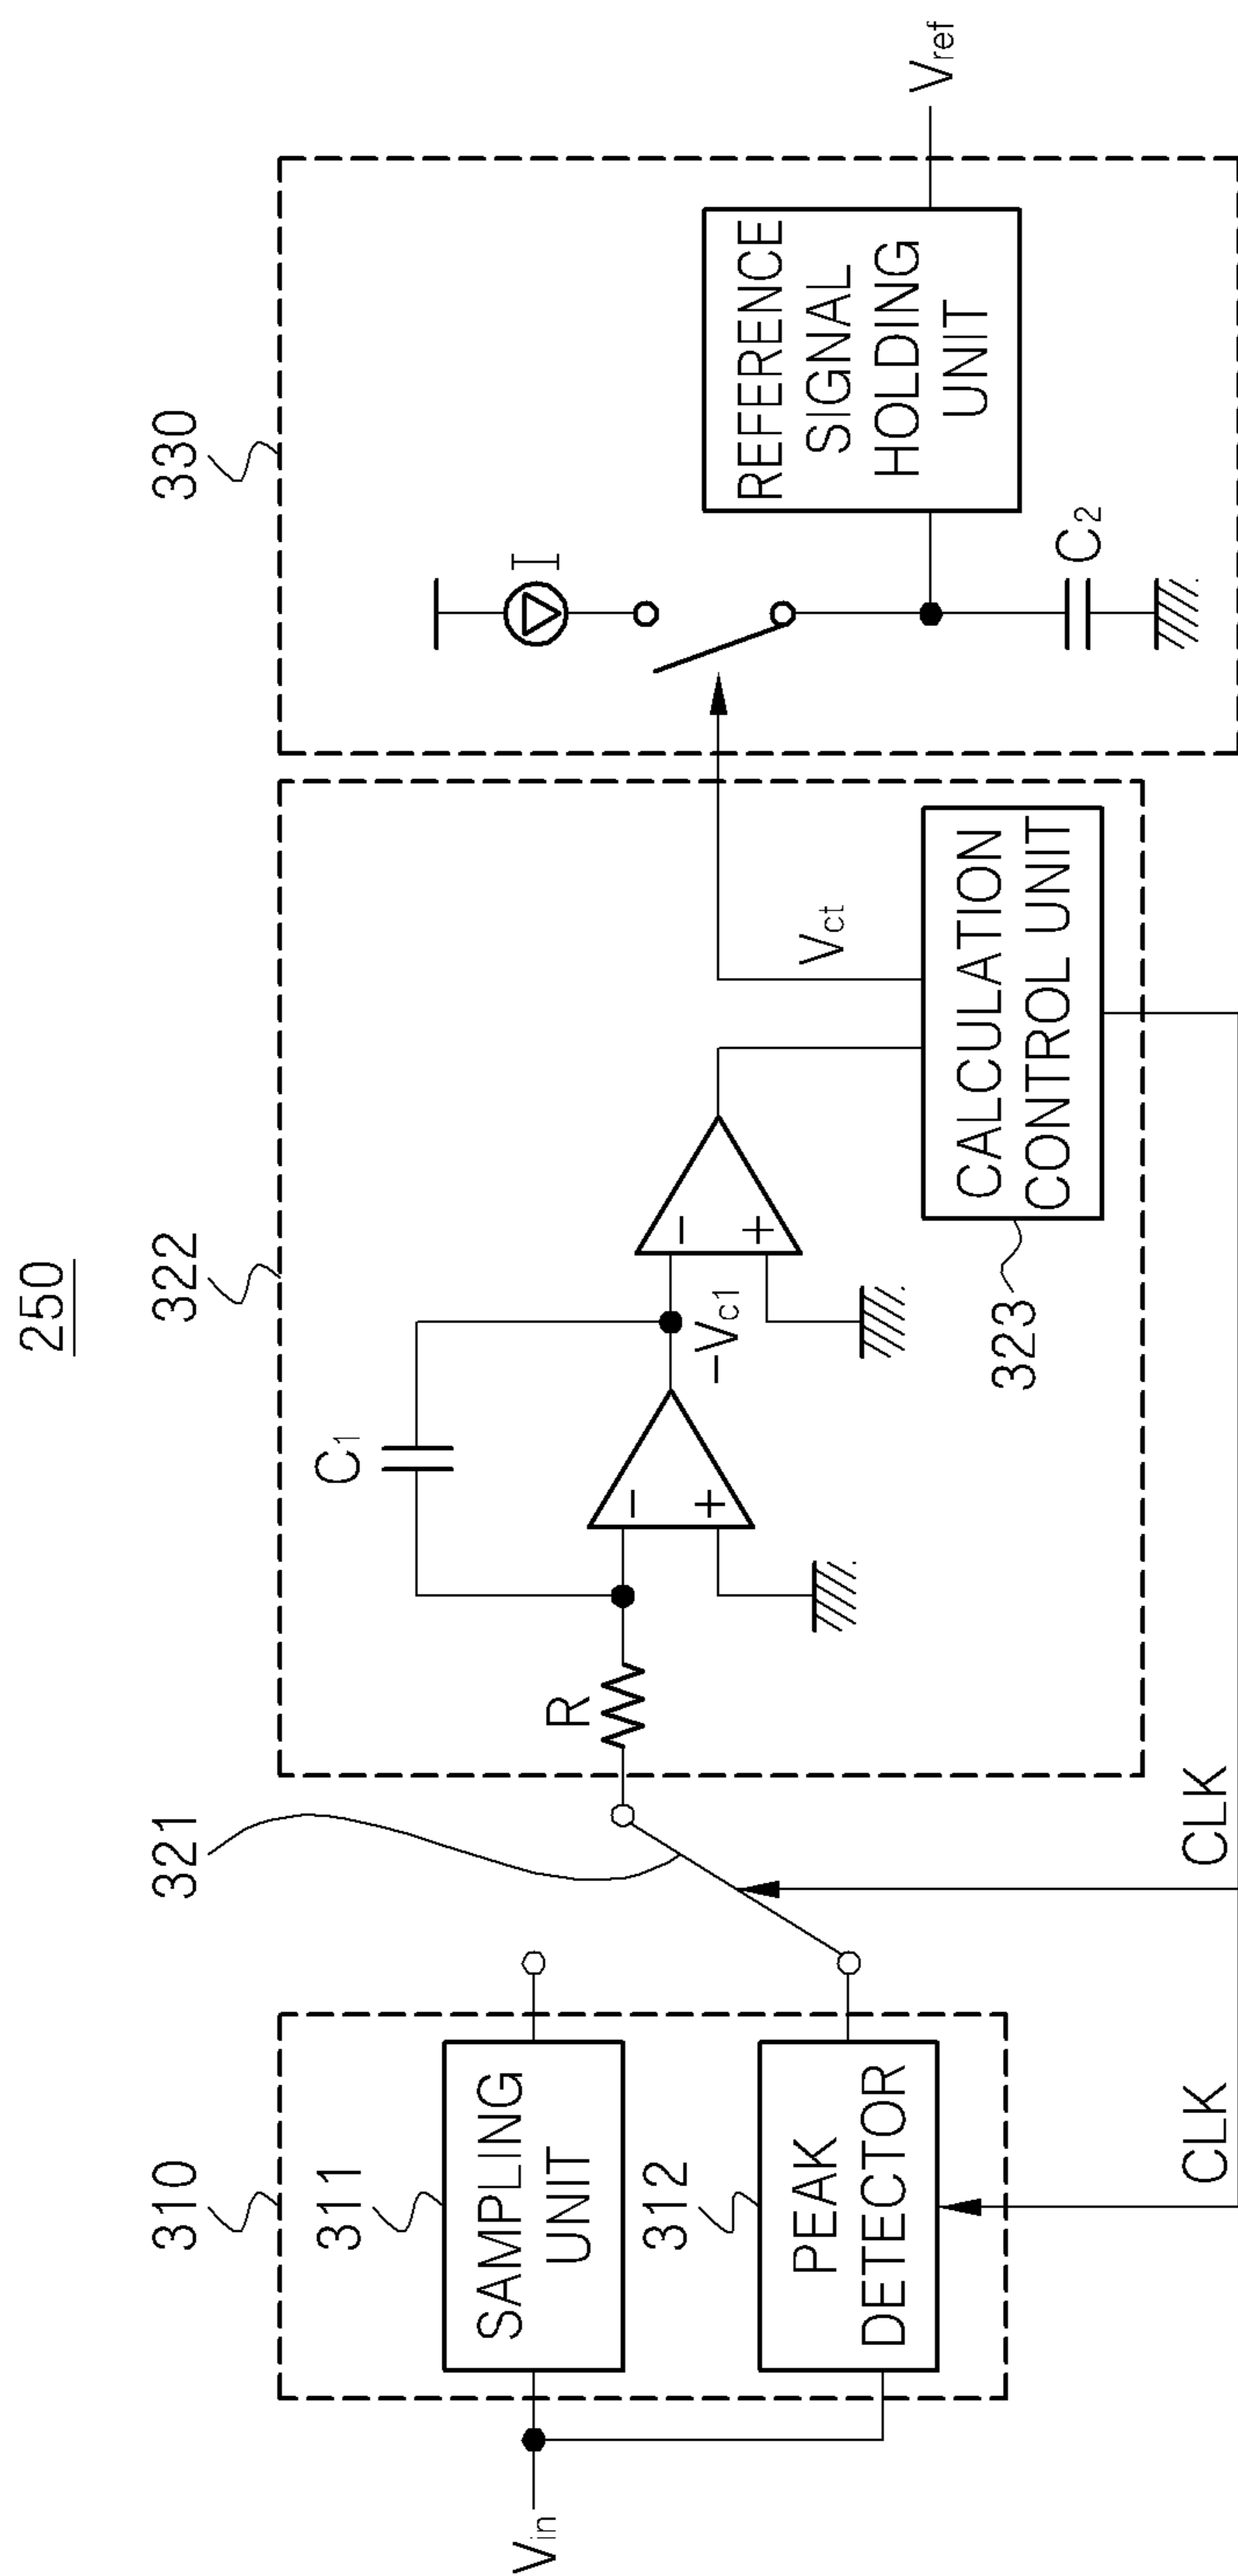 250
310
311
SAMPLING
UNIT
312
PEAK
DETECTOR
Vin
CLK
321
CLK
322
R
C1
−
+
−Vc1
−
+
323
CALCULATION
CONTROL UNIT
Vct
330
I
C2
REFERENCE
SIGNAL
HOLDING
UNIT
Vref